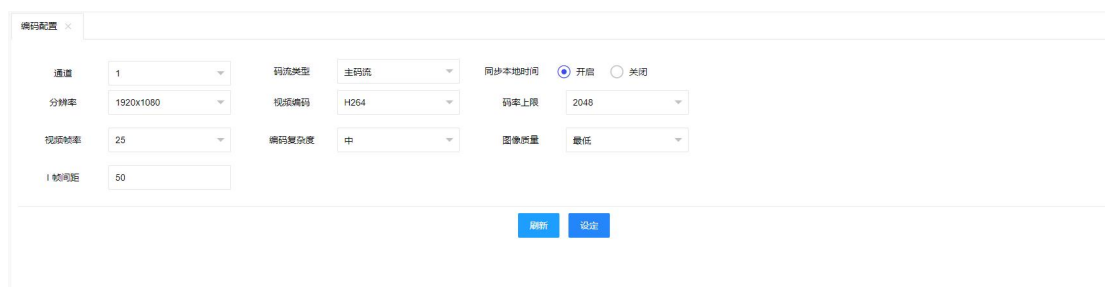 编码配置 ×
通道 1 码流类型 主码流 同步本地时间 开启 关闭
分辨率 1920x1080 视频编码 H264 码率上限 2048
视频帧率 25 编码复杂度 中 图像质量 最低
I 帧间距 50
刷新 设定